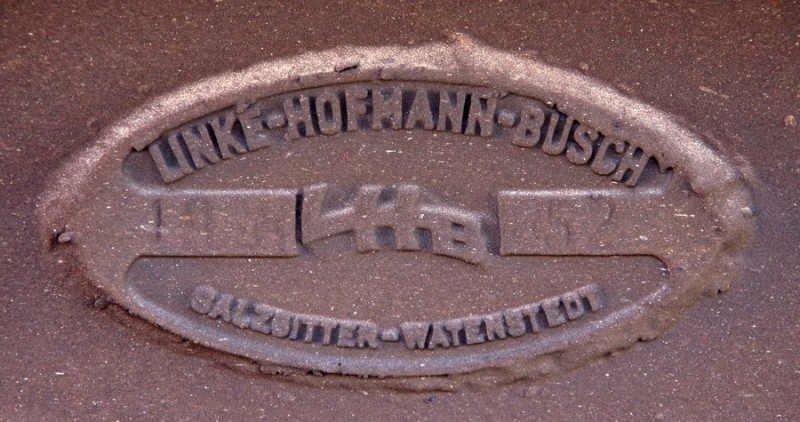 LINKE-HOFMANN-BUSCH
LHB
SALZGITTER-WATENSTEDT